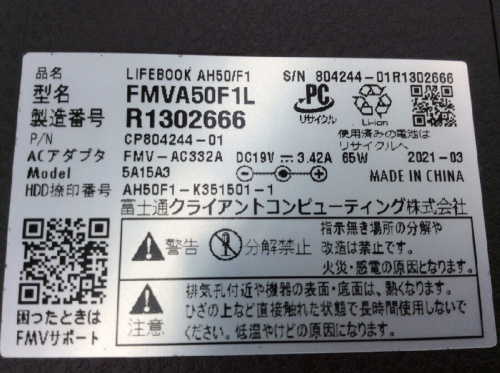 品名 LIFEBOOK AH50/F1 S/N 804244-01R1302666
型名 FMVA50F1L
製造番号 R1302666
PC リサイクル
Li-ion
使用済みの電池は
リサイクルへ
P/N CP804244-01
ACアダプタ FMV-AC332A DC19V 3.42A 65W 2021-03
Model 5A15A3 MADE IN CHINA
HDD捺印番号 AH50F1-K351501-1
富士通クライアントコンピューティング株式会社
警告 分解禁止
指示無き場所の分解や
改造は禁止です。
火災・感電の原因となります。
注意
排気孔付近や機器の表面・底面は、熱くなります。
ひざの上など直接触れた状態で長時間使用しないで
ください。低温やけどの原因になります。
困ったときは
FMVサポート